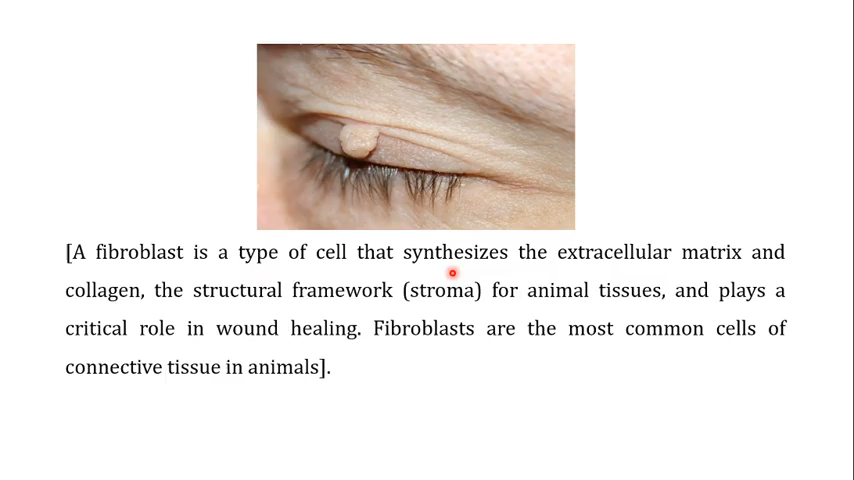 [A fibroblast is a type of cell that synthesizes the extracellular matrix and
collagen, the structural framework (stroma) for animal tissues, and plays a
critical role in wound healing. Fibroblasts are the most common cells of
connective tissue in animals].